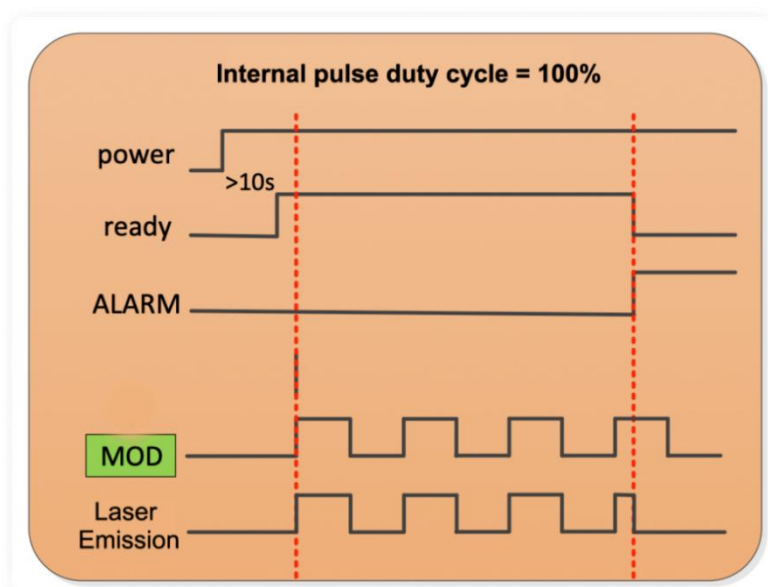 Internal pulse duty cycle = 100%
power
>10s
ready
ALARM
MOD
Laser
Emission